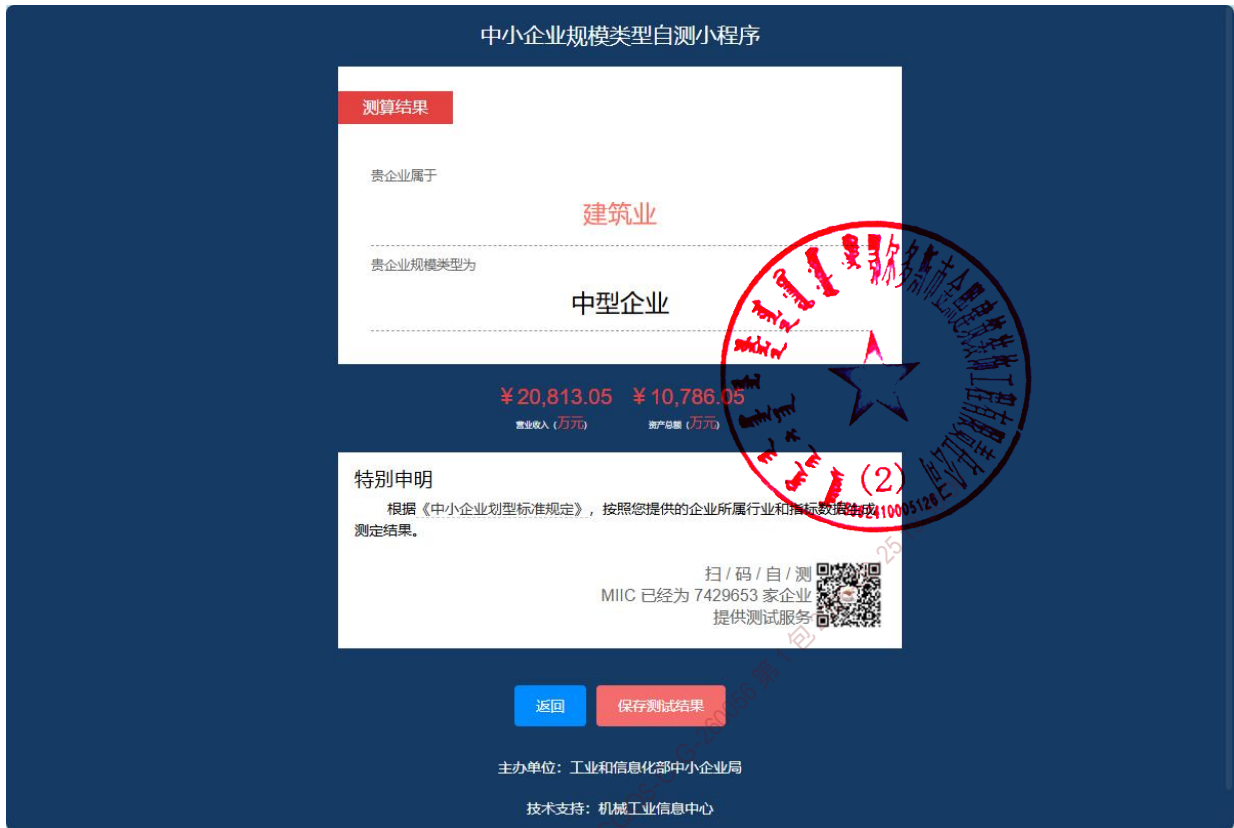 中小企业规模类型自测小程序
测算结果
贵企业属于
建筑业
贵企业规模类型为
中型企业
￥20,813.05 ￥10,786.05
营业收入（万元） 资产总额（万元）
特别申明
根据《中小企业划型标准规定》，按照您提供的企业所属行业和指标数据生成
测定结果。
扫 / 码 / 自 / 测
MIIC 已经为 7429653 家企业
提供测试服务
返回 保存测试结果
主办单位：工业和信息化部中小企业局
技术支持：机械工业信息中心
(2)